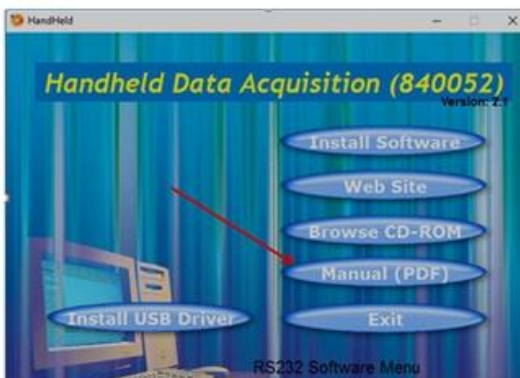 HandHeld
Handheld Data Acquisition (840052)
Version: 2.1
Install Software
Web Site
Browse CD-ROM
Manual (PDF)
Install USB Driver
Exit
RS232 Software Menu